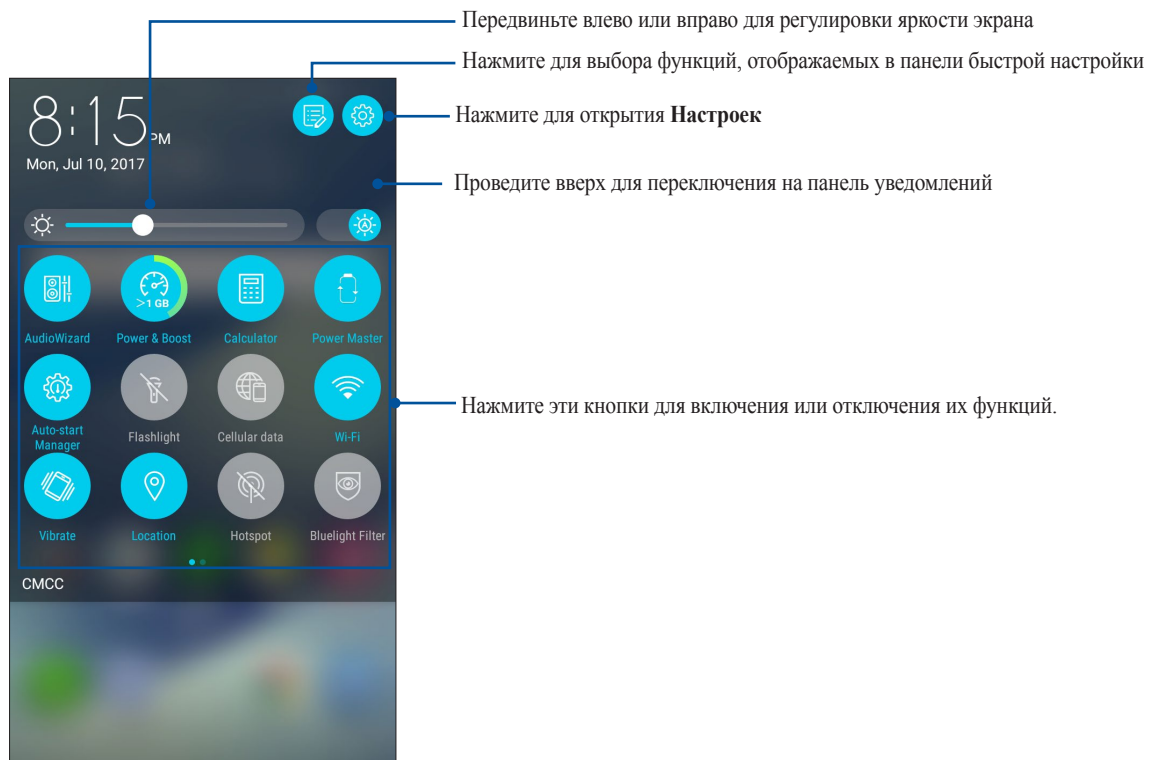 Передвиньте влево или вправо для регулировки яркости экрана
Нажмите для выбора функций, отображаемых в панели быстрой настройки
Нажмите для открытия Настроек
Проведите вверх для переключения на панель уведомлений
8:15 PM
Mon, Jul 10, 2017
A
>1 GB
AudioWizard Power & Boost Calculator Power Master
Auto-start Manager Flashlight Cellular data Wi-Fi
Нажмите эти кнопки для включения или отключения их функций.
Vibrate Location Hotspot Bluelight Filter
CMCC